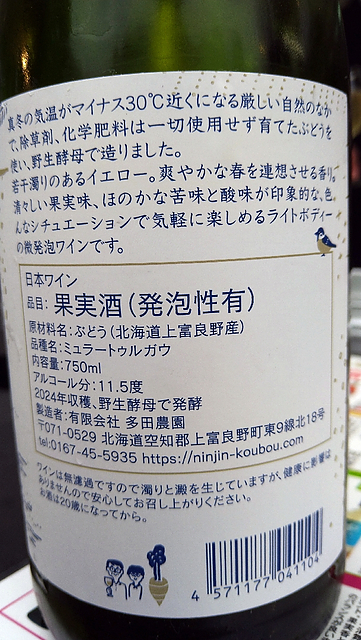 真冬の気温がマイナス30℃近くになる厳しい自然のなか
で、除草剤、化学肥料は一切使用せず育てたぶどうを
使い、野生酵母で造りました。
若干濁りのあるイエロー。爽やかな春を連想させる香り。
清々しい果実味、ほのかな苦味と酸味が印象的な、色
んなシチュエーションで気軽に楽しめるライトボディー
の微発泡ワインです。
日本ワイン
品目: 果実酒(発泡性有)
原材料名:ぶどう(北海道上富良野産)
品種名:ミュラートゥルガウ
内容量:750ml
アルコール分:11.5度
2024年収穫、野生酵母で発酵
製造者:有限会社 多田農園
〒071-0529 北海道空知郡上富良野町東9線北18号
tel:0167-45-5935 https://ninjin-koubou.com
ワインは無濾過ですので濁りと澱を生じていますが、健康に影響は
ありませんので安心してお召し上がりください。
お酒は20歳になってから。
4 571177 041104